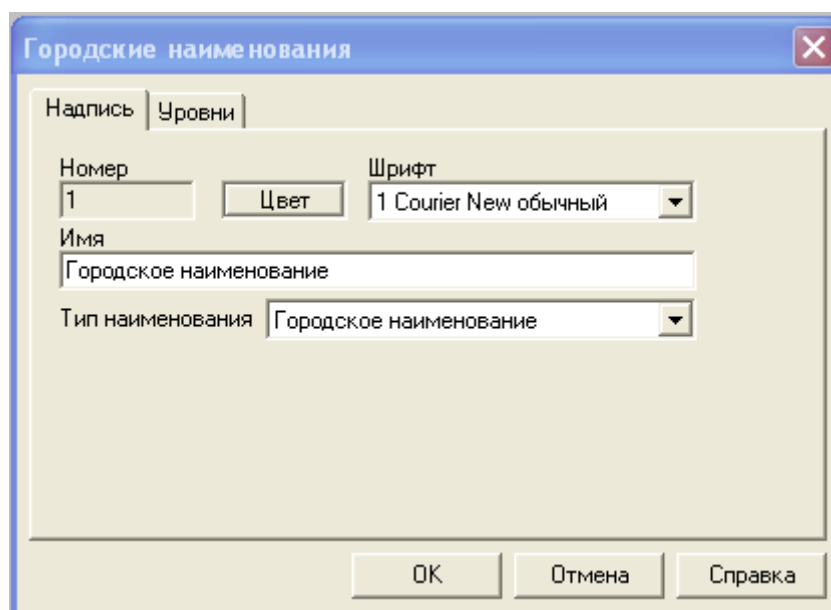 Городские наименования
Надпись Уровни
Номер Шрифт
1 Цвет 1 Courier New обычный
Имя
Городское наименование
Тип наименования Городское наименование
OK Отмена Справка